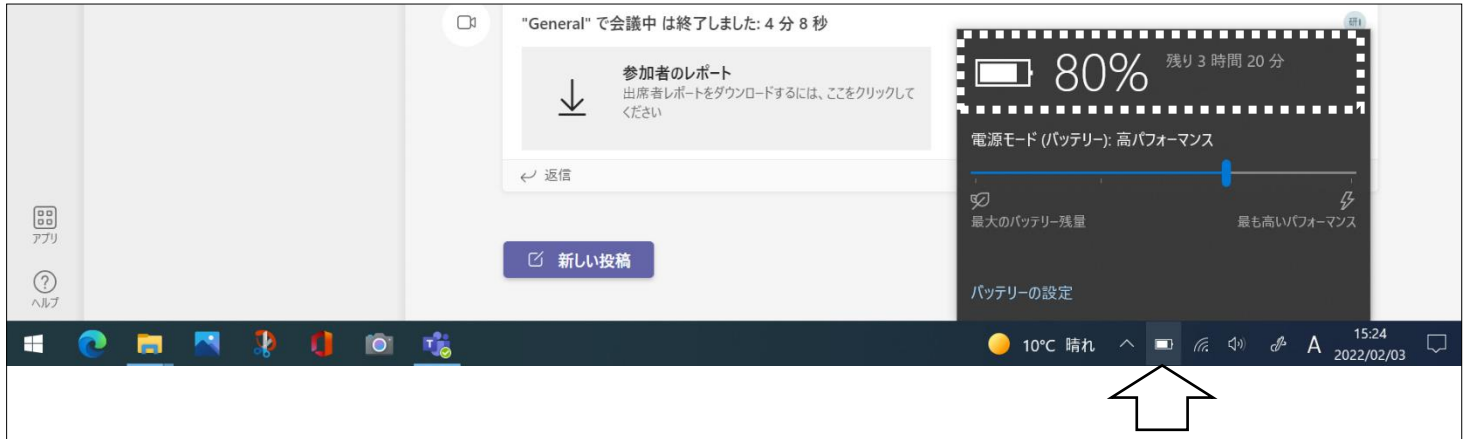 "General" で会議中 は終了しました: 4 分 8 秒
研
参加者のレポート
出席者レポートをダウンロードするには、ここをクリックして
ください
返信
新しい投稿
アプリ
ヘルプ
80%
残り 3 時間 20 分
電源モード (バッテリー): 高パフォーマンス
最大のバッテリー残量
最も高いパフォーマンス
バッテリーの設定
10°C 晴れ
A
15:24
2022/02/03